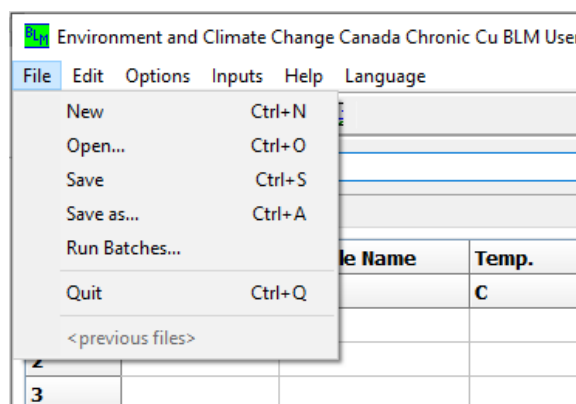 BLM Environment and Climate Change Canada Chronic Cu BLM User
File Edit Options Inputs Help Language
New Ctrl+N
Open... Ctrl+O
Save Ctrl+S
Save as... Ctrl+A
Run Batches...
Quit Ctrl+Q
<previous files>
le Name Temp.
C
2
3